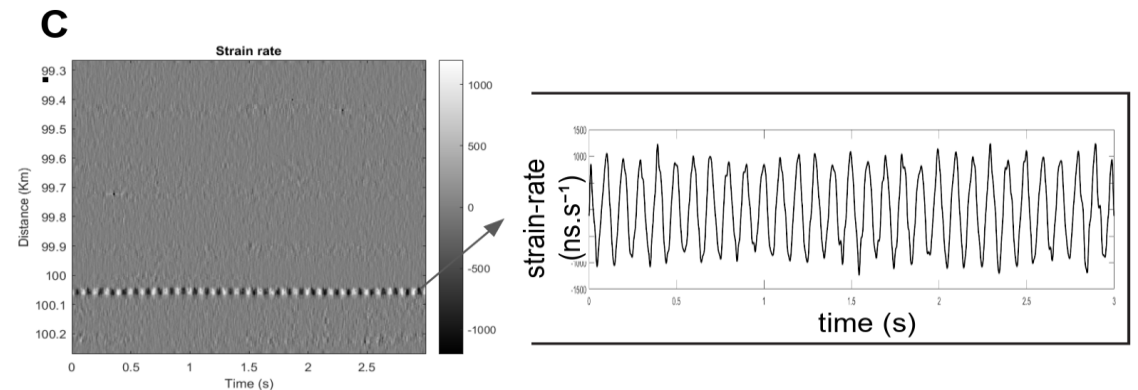 C
Strain rate
99.3
99.4
99.5
99.6
99.7
99.8
99.9
100
100.1
100.2
Distance (Km)
0 0.5 1 1.5 2 2.5
Time (s)
1000
500
0
-500
-1000
strain-rate
(ns.s⁻¹)
1500
1000
-1000
-1500
0 0.5 1 1.5 2 2.5 3
time (s)